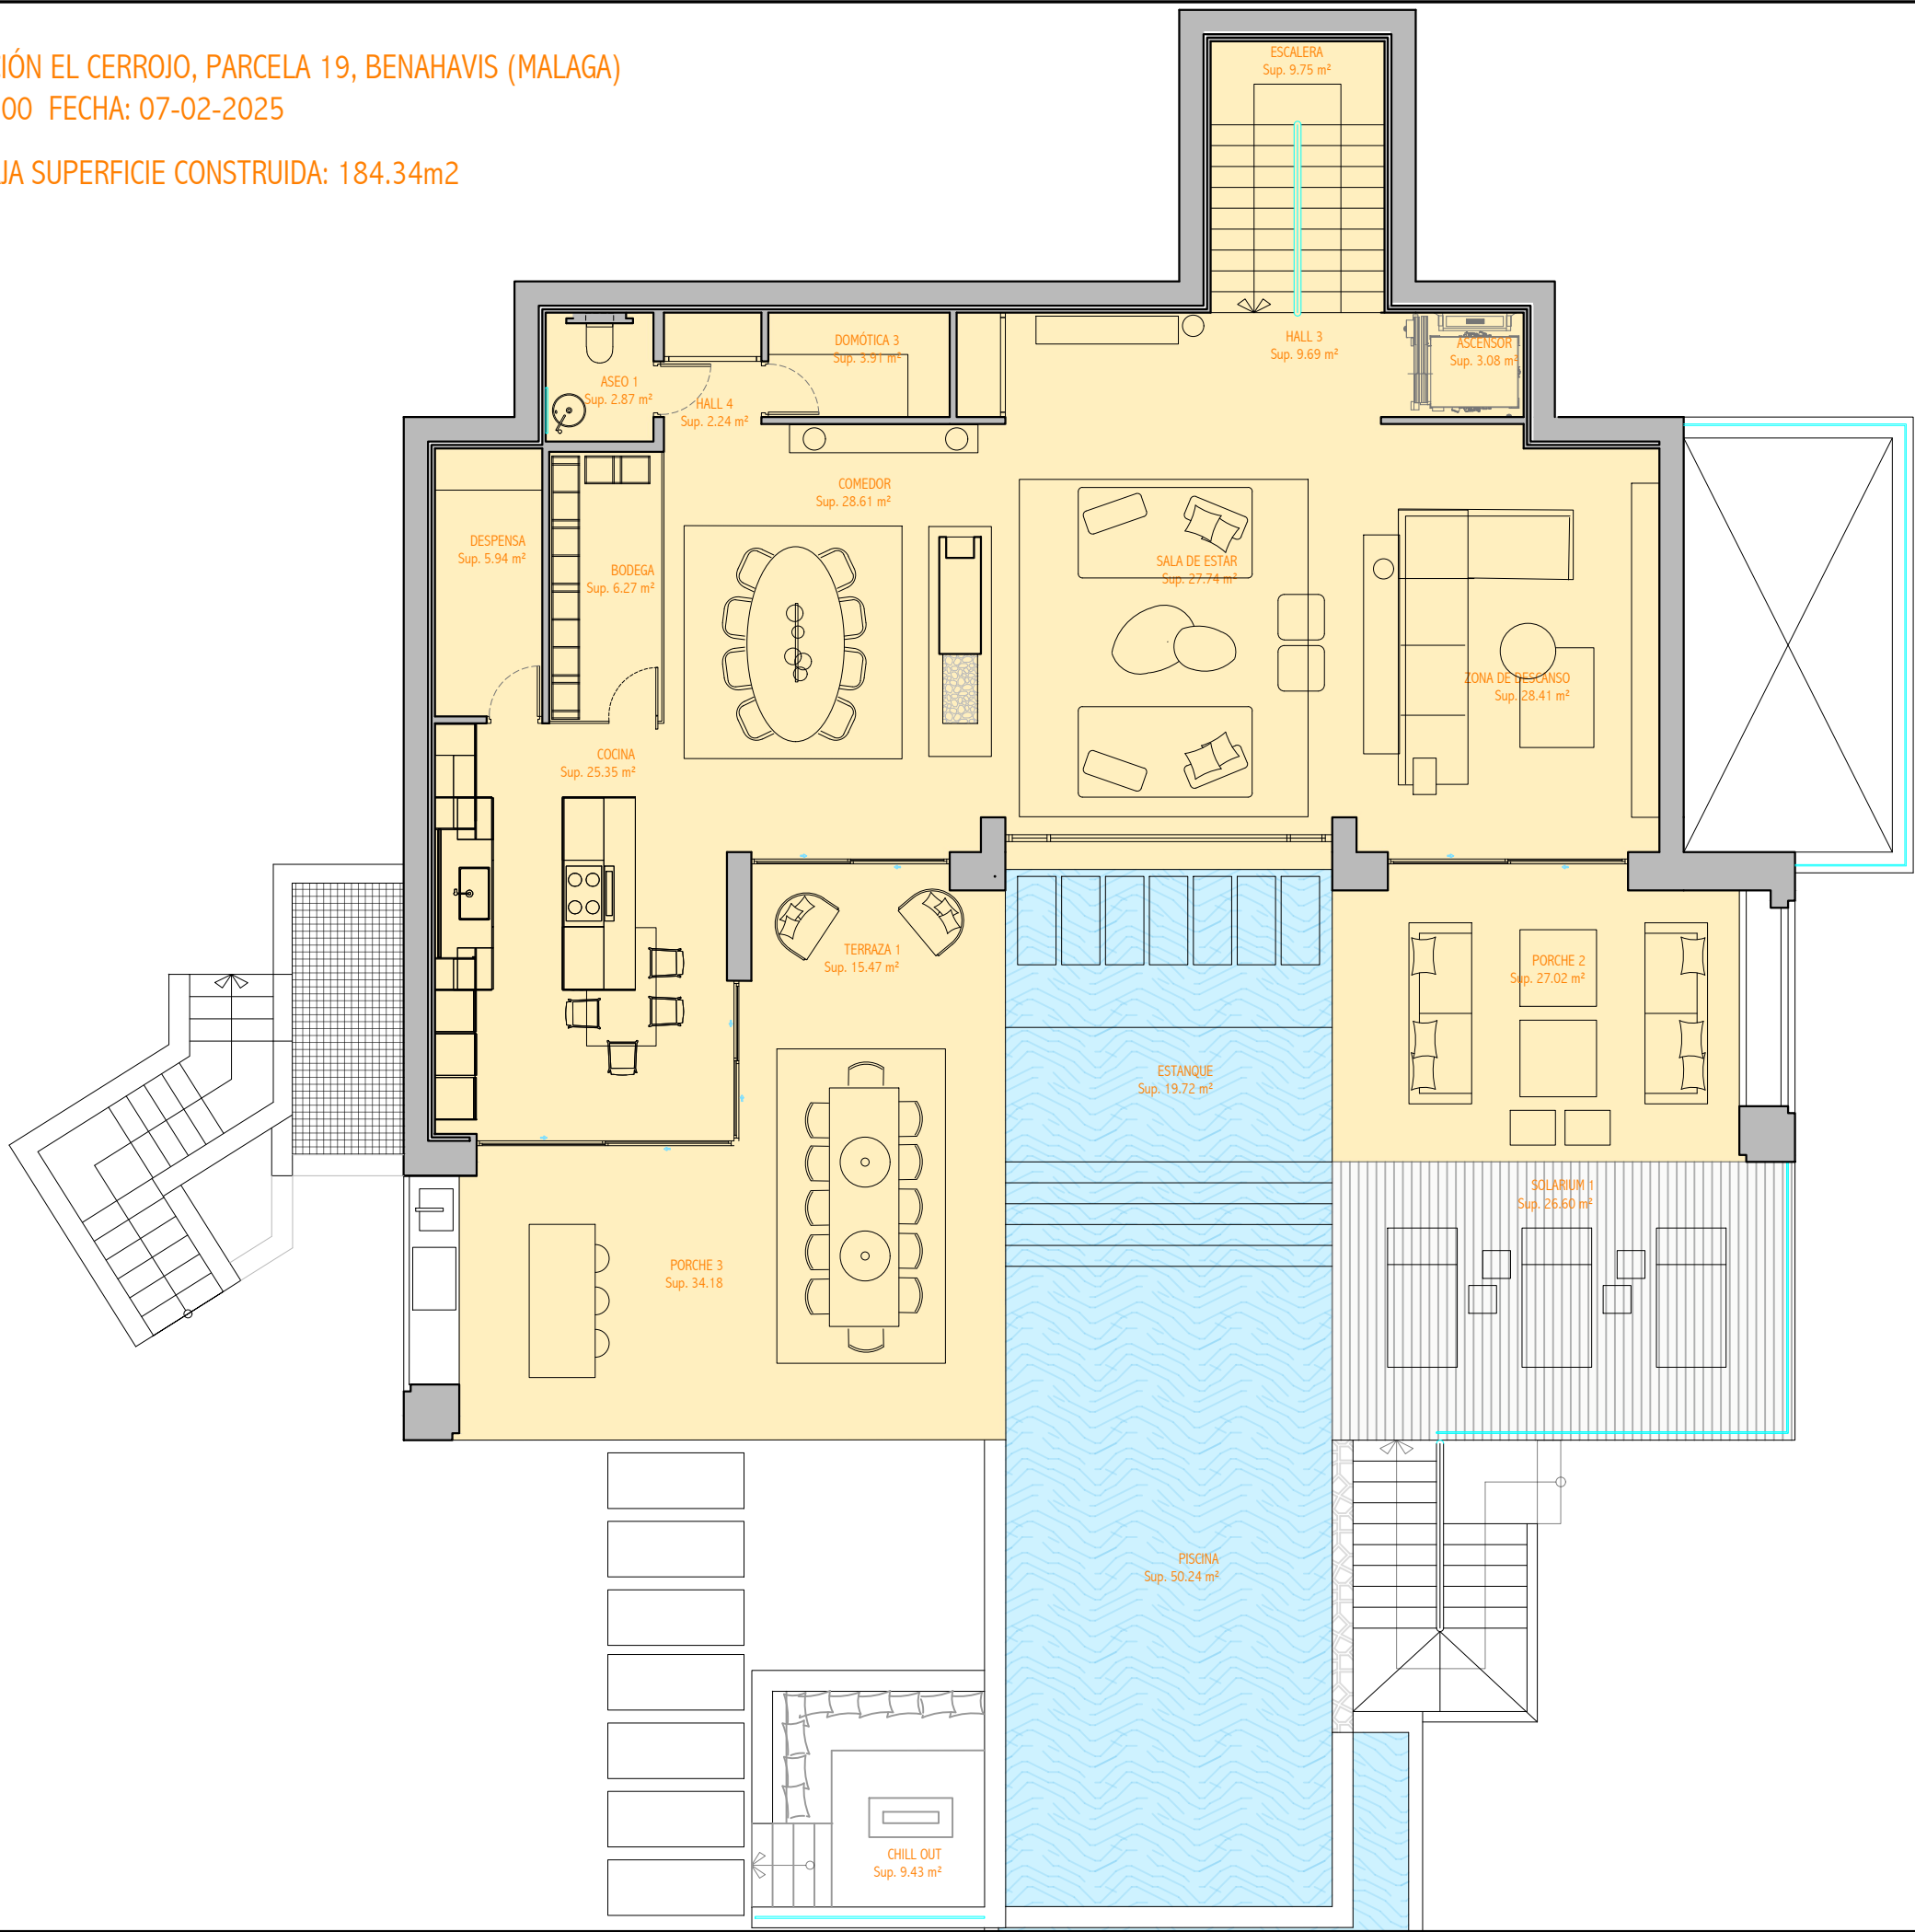 IÓN EL CERROJO, PARCELA 19, BENAHAVIS (MALAGA)
00 FECHA: 07-02-2025
JA SUPERFICIE CONSTRUIDA: 184.34m2
ESCALERA
Sup. 9.75 m²
DOMÓTICA 3
Sup. 3.91 m²
HALL 3
Sup. 9.69 m²
ASCENSOR
Sup. 3.08 m²
ASEO 1
Sup. 2.87 m²
HALL 4
Sup. 2.24 m²
COMEDOR
Sup. 28.61 m²
DESPENSA
Sup. 5.94 m²
BODEGA
Sup. 6.27 m²
SALA DE ESTAR
Sup. 27.74 m²
ZONA DE DESCANSO
Sup. 28.41 m²
COCINA
Sup. 25.35 m²
TERRAZA 1
Sup. 15.47 m²
PORCHE 2
Sup. 27.02 m²
ESTANQUE
Sup. 19.72 m²
SOLARIUM 1
Sup. 26.60 m²
PORCHE 3
Sup. 34.18
PISCINA
Sup. 50.24 m²
CHILL OUT
Sup. 9.43 m²